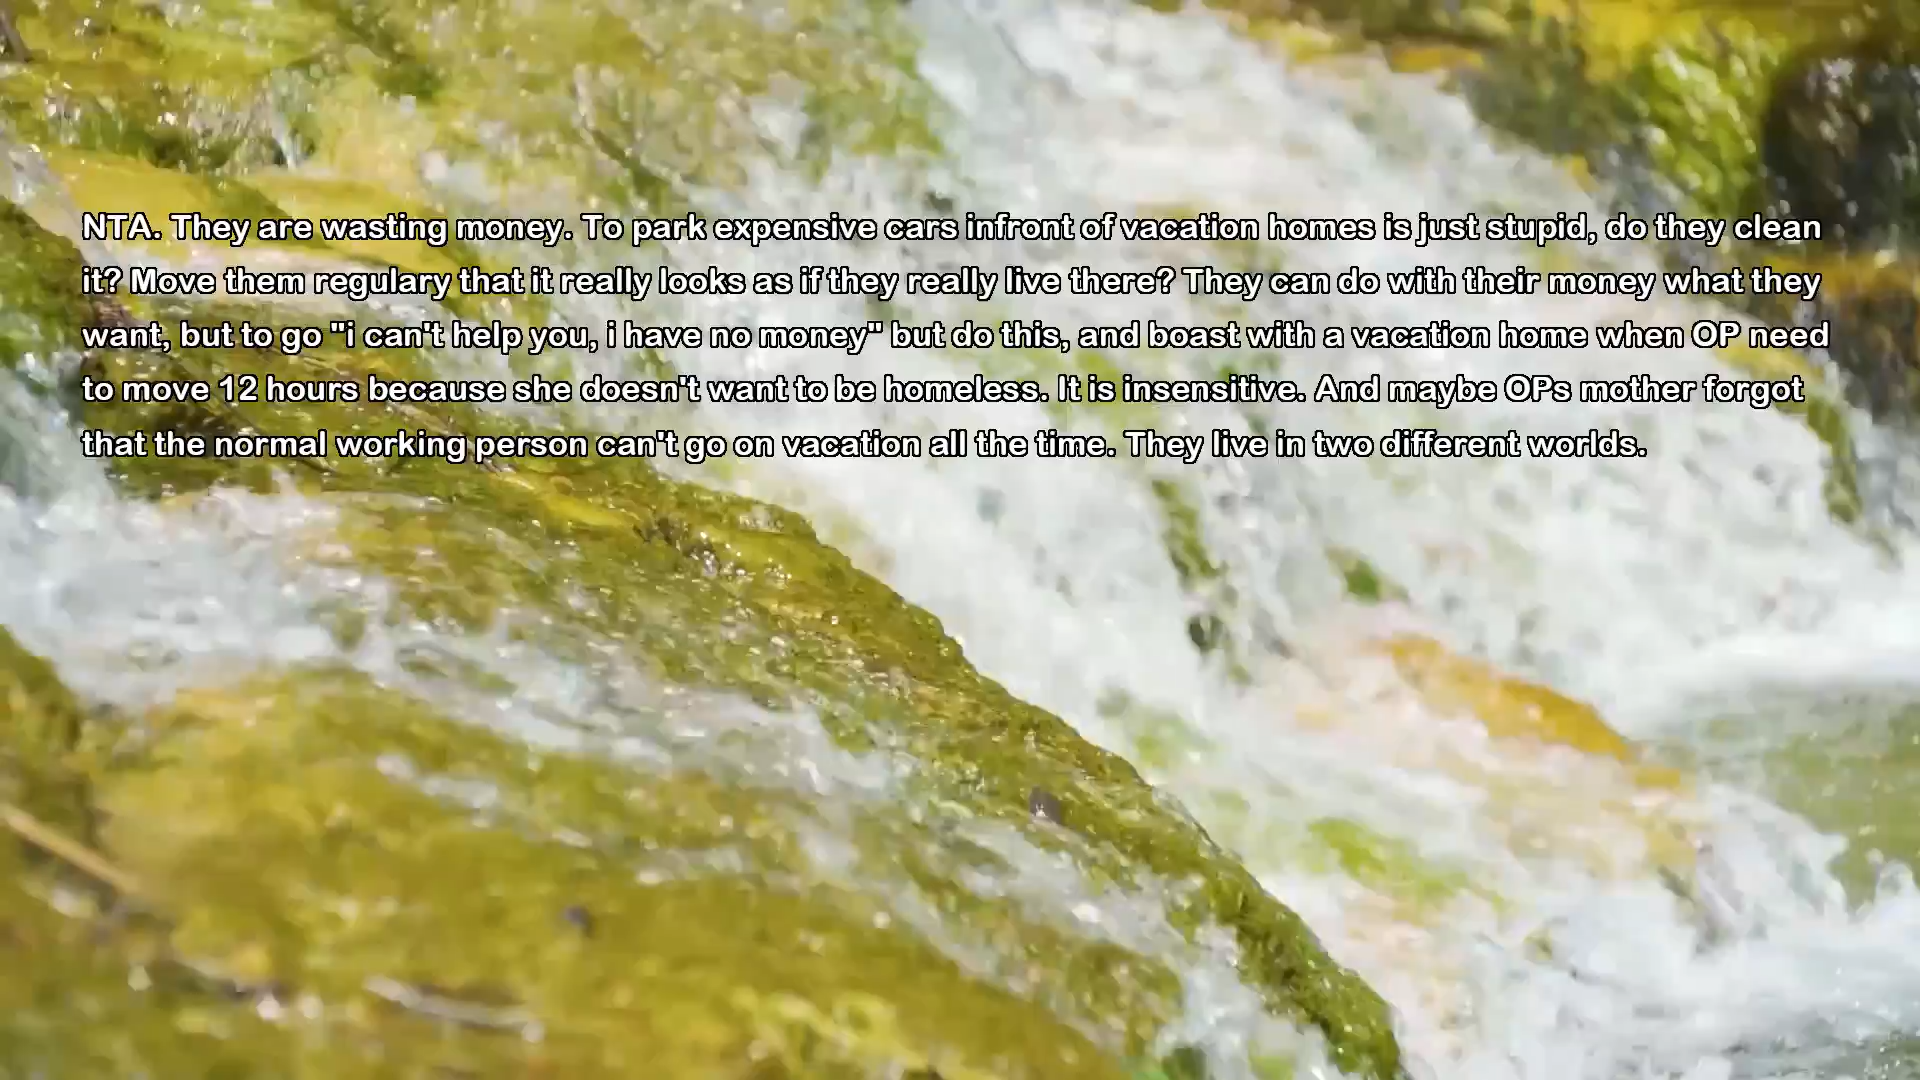 NTA. They are wasting money. To park expensive cars infront of vacation homes is just stupid, do they clean
it? Move them regulary that it really looks as if they really live there? They can do with their money what they
want, but to go "i can't help you, i have no money" but do this, and boast with a vacation home when OP need
to move 12 hours because she doesn't want to be homeless. It is insensitive. And maybe OPs mother forgot
that the normal working person can't go on vacation all the time. They live in two different worlds.